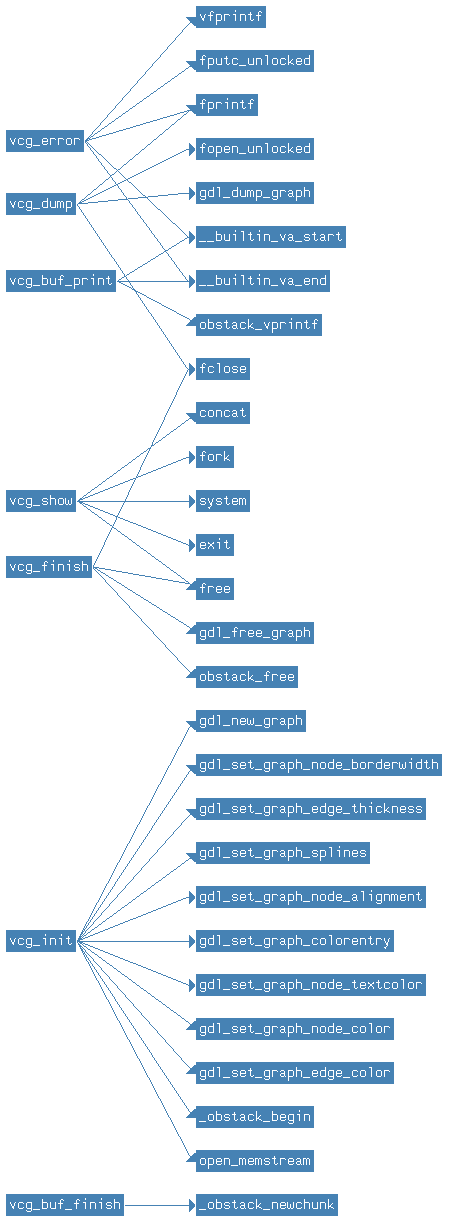 vfprintf
fputc_unlocked
fprintf
vcg_error
fopen_unlocked
gdl_dump_graph
vcg_dump
__builtin_va_start
vcg_buf_print
__builtin_va_end
obstack_vprintf
fclose
concat
fork
vcg_show
system
exit
vcg_finish
free
gdl_free_graph
obstack_free
gdl_new_graph
gdl_set_graph_node_borderwidth
gdl_set_graph_edge_thickness
gdl_set_graph_splines
gdl_set_graph_node_alignment
vcg_init
gdl_set_graph_colorentry
gdl_set_graph_node_textcolor
gdl_set_graph_node_color
gdl_set_graph_edge_color
_obstack_begin
open_memstream
vcg_buf_finish
_obstack_newchunk